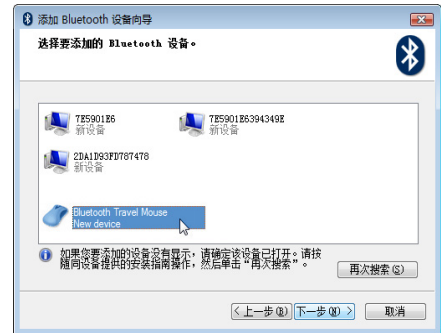 添加 Bluetooth 设备向导
选择要添加的 Bluetooth 设备。
7E5901E6
新设备
7E5901E6394349E
新设备
2DA1D93FD787478
新设备
Bluetooth Travel Mouse
New device
如果您要添加的设备没有显示，请确定该设备已打开。请按
随同设备提供的安装指南操作，然后单击“再次搜索”。
再次搜索(S)
<上一步(B)
下一步(N)>
取消